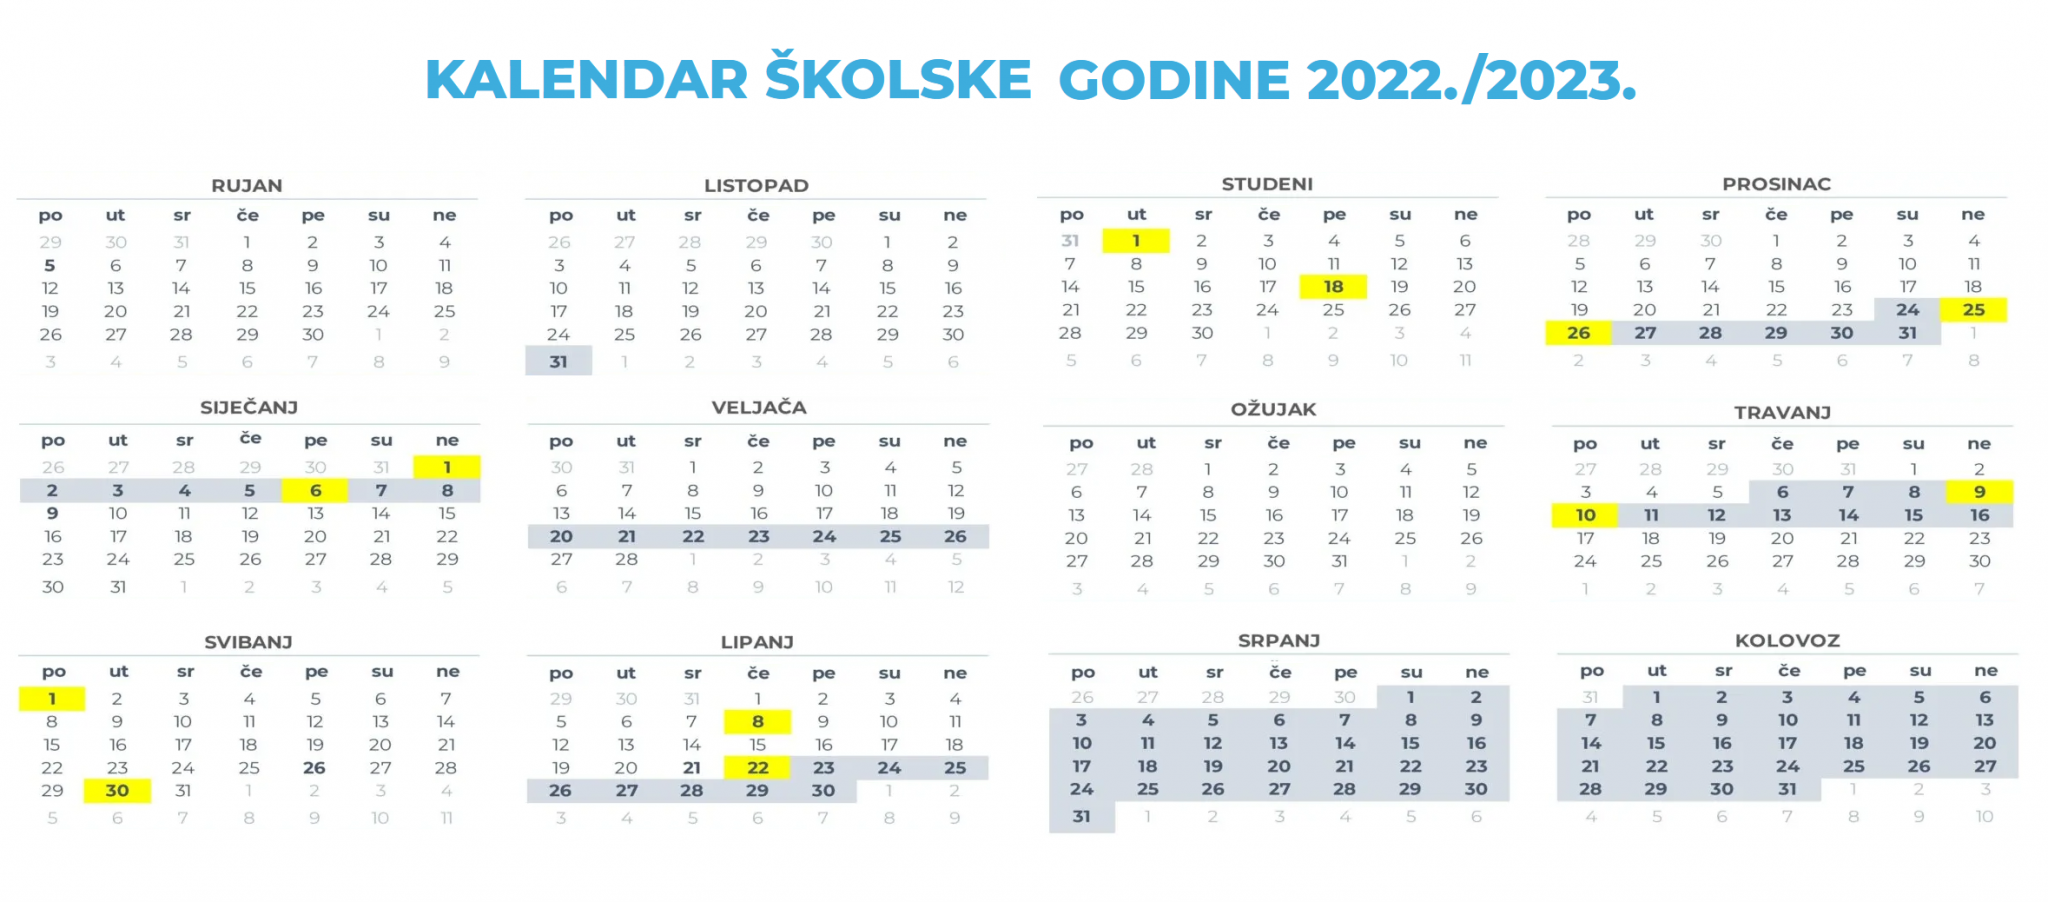 KALENDAR ŠKOLSKE GODINE 2022./2023.
RUJAN
po ut sr če pe su ne
29 30 31 1 2 3 4
5 6 7 8 9 10 11
12 13 14 15 16 17 18
19 20 21 22 23 24 25
26 27 28 29 30 1 2
3 4 5 6 7 8 9
LISTOPAD
po ut sr če pe su ne
26 27 28 29 30 1 2
3 4 5 6 7 8 9
10 11 12 13 14 15 16
17 18 19 20 21 22 23
24 25 26 27 28 29 30
31 1 2 3 4 5 6
STUDENI
po ut sr če pe su ne
31 1 2 3 4 5 6
7 8 9 10 11 12 13
14 15 16 17 18 19 20
21 22 23 24 25 26 27
28 29 30 1 2 3 4
5 6 7 8 9 10 11
PROSINAC
po ut sr če pe su ne
28 29 30 1 2 3 4
5 6 7 8 9 10 11
12 13 14 15 16 17 18
19 20 21 22 23 24 25
26 27 28 29 30 31 1
2 3 4 5 6 7 8
SIJEČANJ
po ut sr če pe su ne
26 27 28 29 30 31 1
2 3 4 5 6 7 8
9 10 11 12 13 14 15
16 17 18 19 20 21 22
23 24 25 26 27 28 29
30 31 1 2 3 4 5
VELJAČA
po ut sr če pe su ne
30 31 1 2 3 4 5
6 7 8 9 10 11 12
13 14 15 16 17 18 19
20 21 22 23 24 25 26
27 28 1 2 3 4 5
6 7 8 9 10 11 12
OŽUJAK
po ut sr če pe su ne
27 28 1 2 3 4 5
6 7 8 9 10 11 12
13 14 15 16 17 18 19
20 21 22 23 24 25 26
27 28 29 30 31 1 2
3 4 5 6 7 8 9
TRAVANJ
po ut sr če pe su ne
27 28 29 30 31 1 2
3 4 5 6 7 8 9
10 11 12 13 14 15 16
17 18 19 20 21 22 23
24 25 26 27 28 29 30
1 2 3 4 5 6 7
SVIBANJ
po ut sr če pe su ne
1 2 3 4 5 6 7
8 9 10 11 12 13 14
15 16 17 18 19 20 21
22 23 24 25 26 27 28
29 30 31 1 2 3 4
5 6 7 8 9 10 11
LIPANJ
po ut sr če pe su ne
29 30 31 1 2 3 4
5 6 7 8 9 10 11
12 13 14 15 16 17 18
19 20 21 22 23 24 25
26 27 28 29 30 1 2
3 4 5 6 7 8 9
SRPANJ
po ut sr če pe su ne
26 27 28 29 30 1 2
3 4 5 6 7 8 9
10 11 12 13 14 15 16
17 18 19 20 21 22 23
24 25 26 27 28 29 30
31 1 2 3 4 5 6
KOLOVOZ
po ut sr če pe su ne
31 1 2 3 4 5 6
7 8 9 10 11 12 13
14 15 16 17 18 19 20
21 22 23 24 25 26 27
28 29 30 31 1 2 3
4 5 6 7 8 9 10